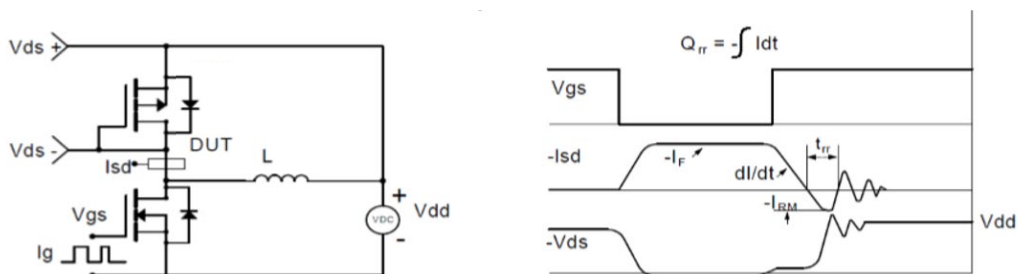 Vds +
Vds -
DUT
Isd
L
Vgs
Ig
VDC
+
-
Vdd
Qrr = -∫ Idt
Vgs
-Isd
-IF
dI/dt
trr
-IRM
Vdd
-Vds